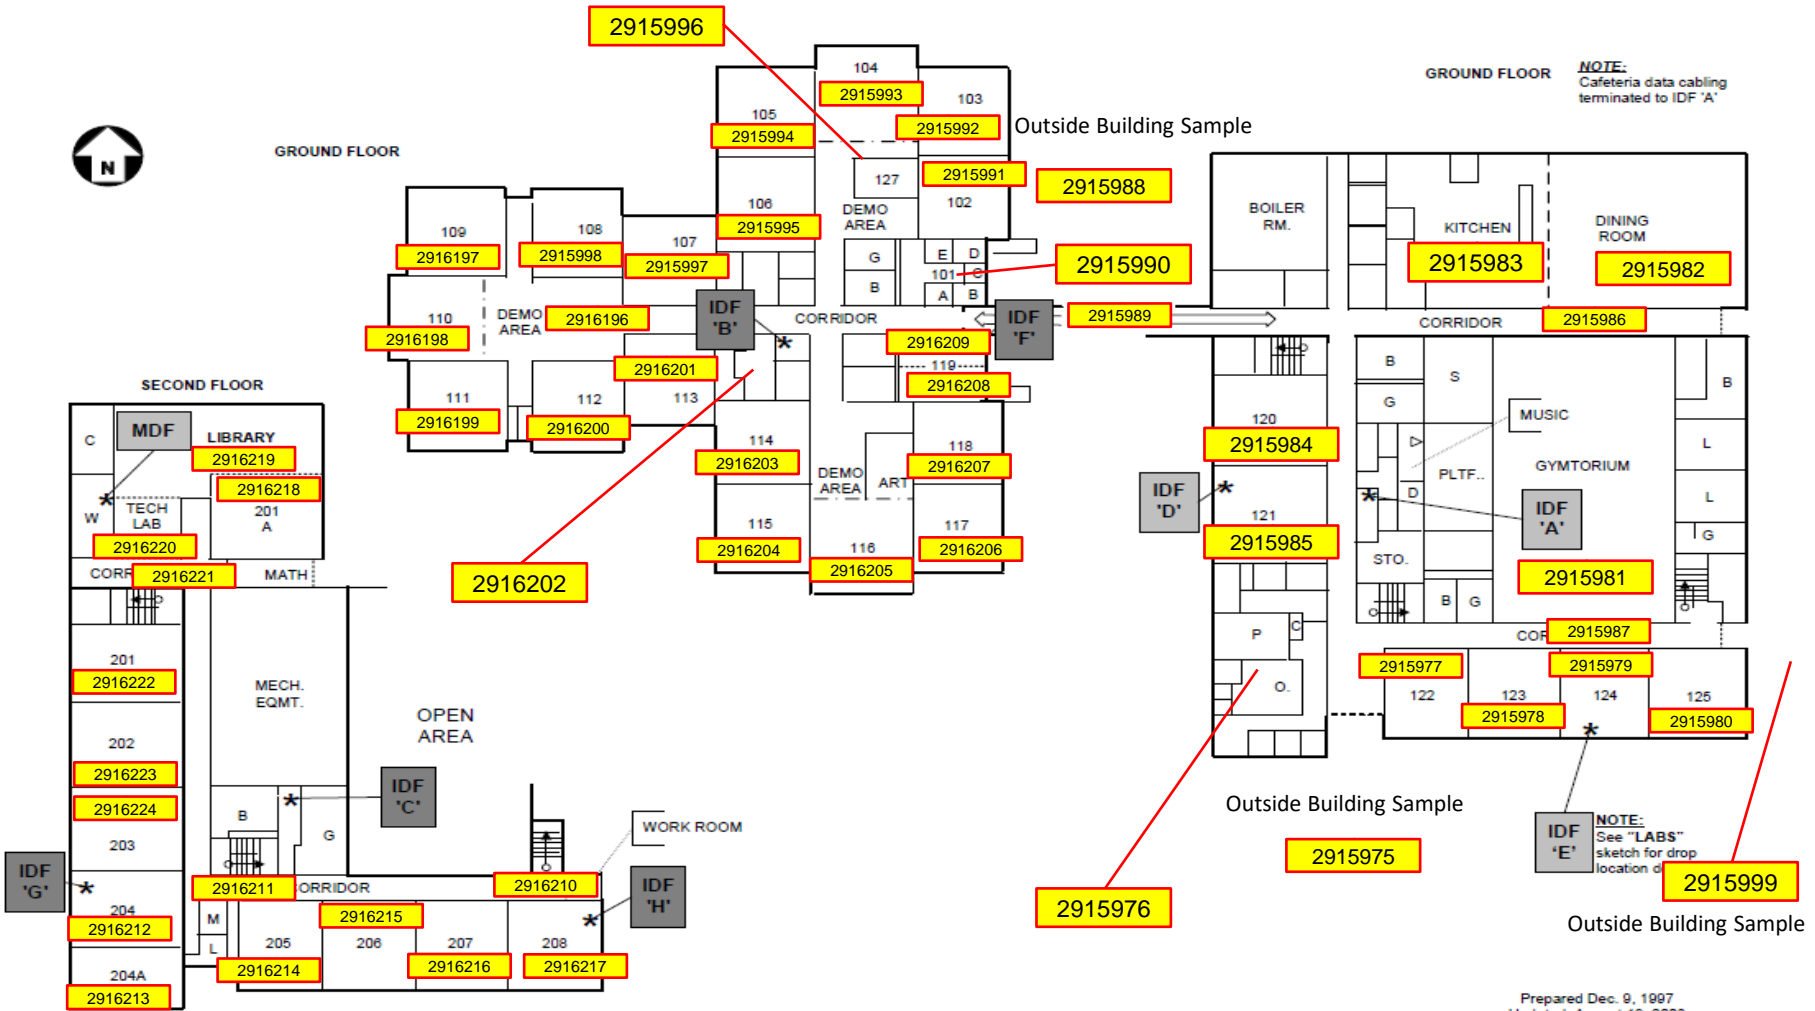 2915996
GROUND FLOOR
NOTE:
Cafeteria data cabling
terminated to IDF 'A'
104
2915993
103
105
2915994
2915992
Outside Building Sample
N
GROUND FLOOR
127
2915991
2915988
102
106
2915995
DEMO
AREA
109
2916197
108
2915998
107
2915997
G
B
E
D
101
C
A
B
2915990
BOILER
RM.
KITCHEN
2915983
DINING
ROOM
2915982
110
2916198
DEMO
AREA
2916196
IDF
'B'
CORRIDOR
IDF
'F'
2915989
CORRIDOR
2915986
2916209
119
2916208
2916201
113
111
2916199
112
2916200
114
2916203
118
2916207
DEMO
AREA
ART
115
2916204
116
2916205
117
2916206
2916202
120
2915984
IDF
'D'
121
2915985
B
G
S
D
PLTF..
MUSIC
GYMTORIUM
B
L
L
G
IDF
'A'
STO.
B
G
2915981
COR
2915987
P
C
O.
2915977
122
123
2915978
2915979
124
125
2915980
SECOND FLOOR
C
MDF
LIBRARY
2916219
2916218
W
TECH
LAB
201
A
2916220
CORR
2916221
MATH
201
2916222
MECH.
EQMT.
OPEN
AREA
202
2916223
2916224
203
B
G
IDF
'C'
WORK ROOM
IDF
'G'
204
2916212
2916211
CORRIDOR
2916210
IDF
'H'
M
L
205
2916214
2916215
206
207
2916216
208
2916217
204A
2916213
Outside Building Sample
2915975
2915976
IDF
'E'
NOTE:
See "LABS"
sketch for drop
location d
2915999
Outside Building Sample
Prepared Dec. 9, 1997